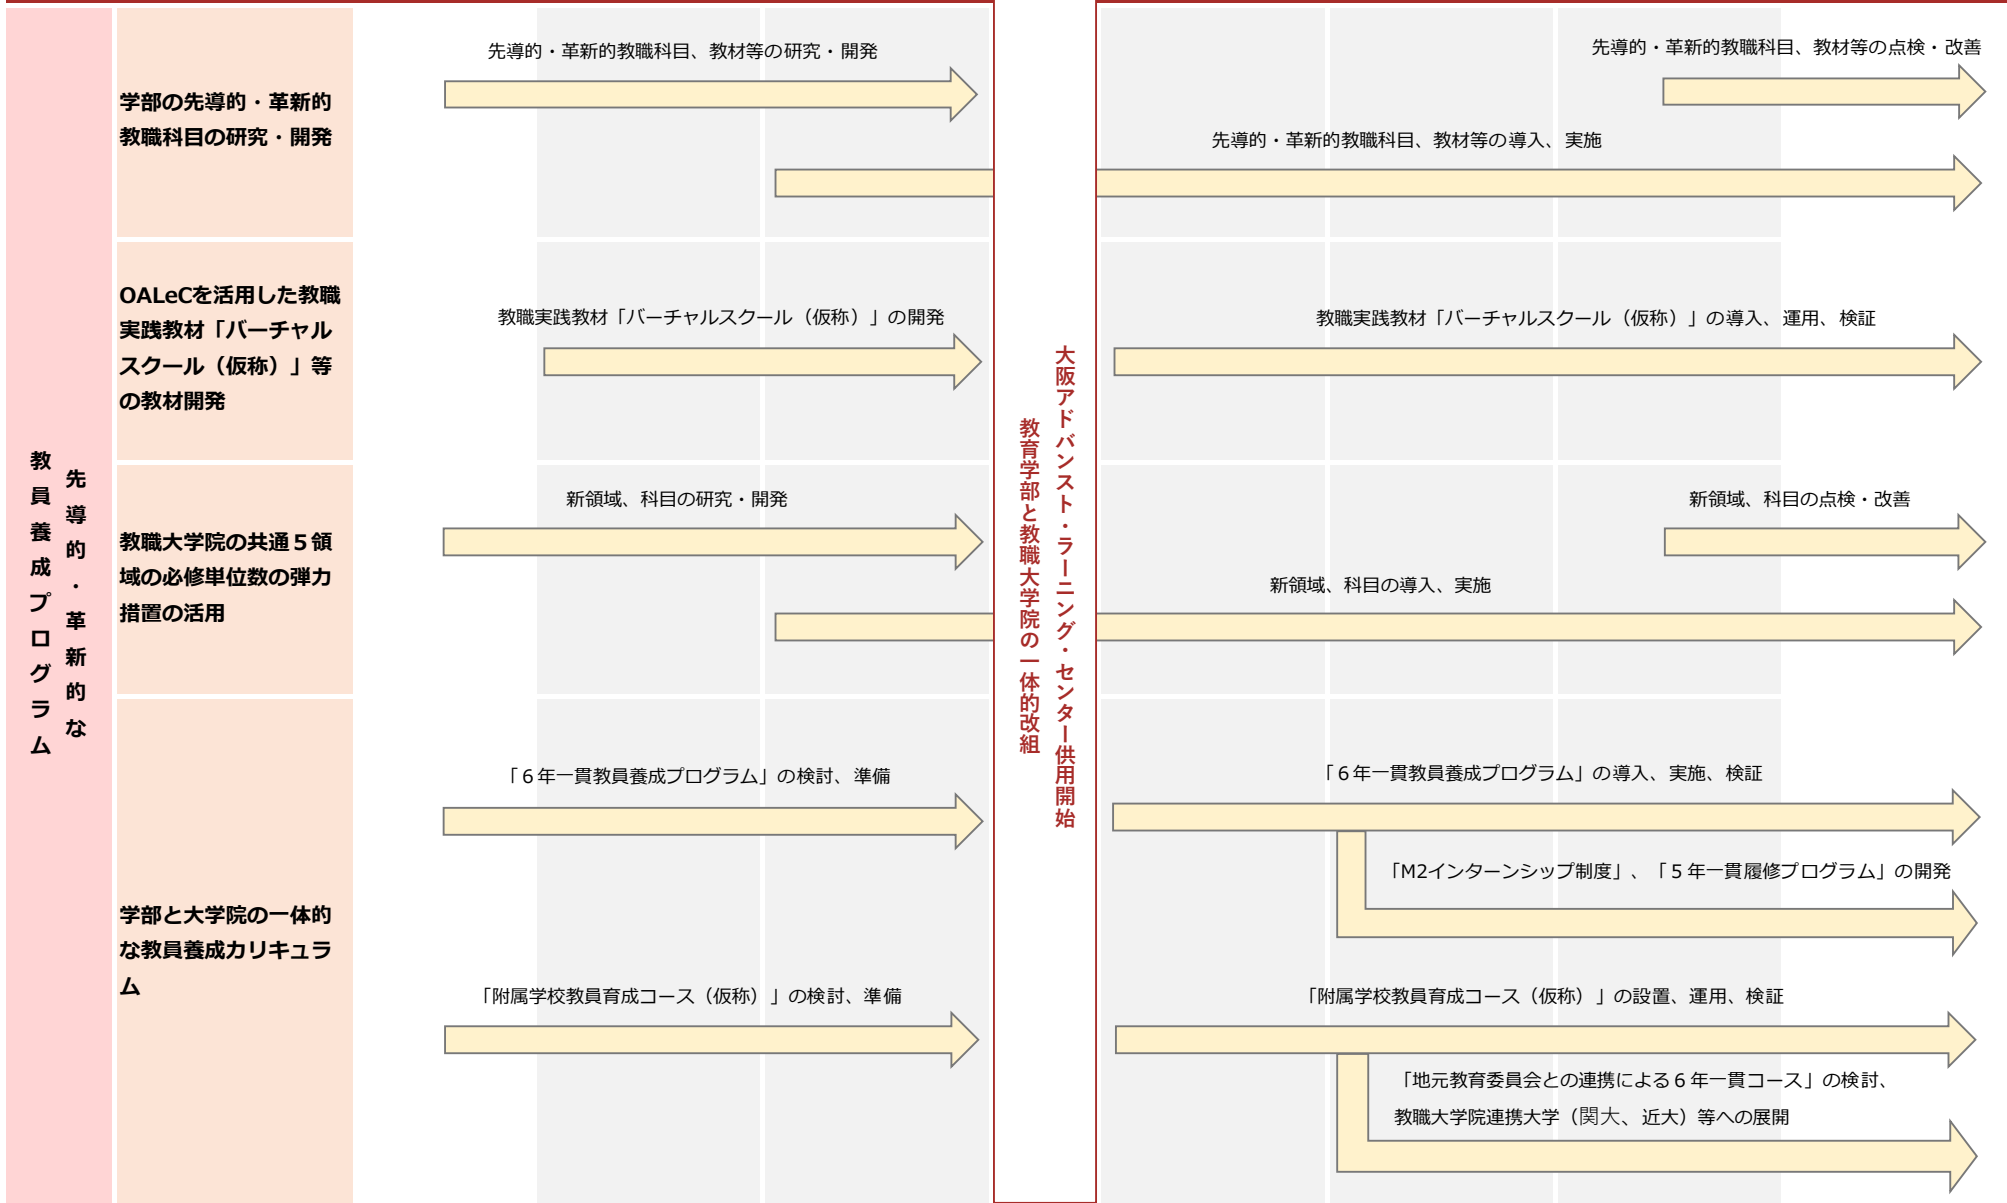 先導的・革新的な
教員養成プログラム
学部の先導的・革新的
教職科目の研究・開発
先導的・革新的教職科目、教材等の研究・開発
先導的・革新的教職科目、教材等の点検・改善
先導的・革新的教職科目、教材等の導入、実施
OALeCを活用した教職
実践教材「バーチャル
スクール（仮称）」等
の教材開発
教職実践教材「バーチャルスクール（仮称）」の開発
教職実践教材「バーチャルスクール（仮称）」の導入、運用、検証
大阪アドバンスト・ラーニング・センター供用開始
教育学部と教職大学院の一体的改組
教職大学院の共通５領
域の必修単位数の弾力
措置の活用
新領域、科目の研究・開発
新領域、科目の点検・改善
新領域、科目の導入、実施
学部と大学院の一体的
な教員養成カリキュラ
ム
「６年一貫教員養成プログラム」の検討、準備
「６年一貫教員養成プログラム」の導入、実施、検証
「M2インターンシップ制度」、「５年一貫履修プログラム」の開発
「附属学校教員育成コース（仮称）」の検討、準備
「附属学校教員育成コース（仮称）」の設置、運用、検証
「地元教育委員会との連携による６年一貫コース」の検討、
教職大学院連携大学（関大、近大）等への展開